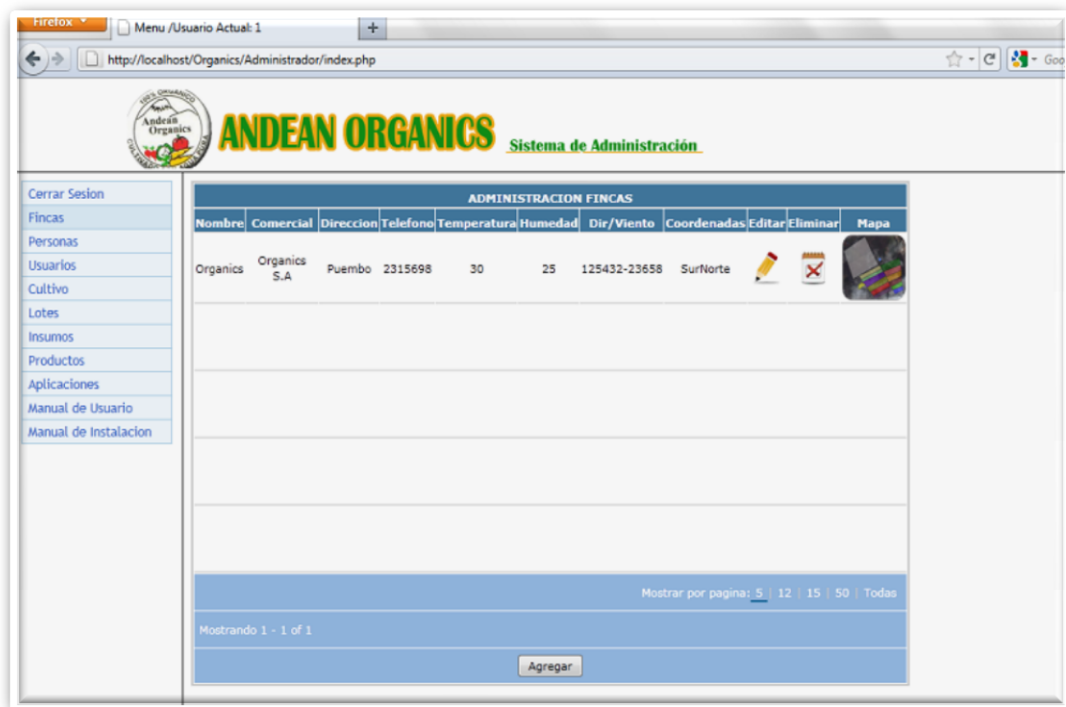 Firefox
Menu /Usuario Actual: 1
+
http://localhost/Organics/Administrador/index.php
Goo
100% ORGANICO
Andean
Organics
ANDEAN ORGANICS Sistema de Administración
Cerrar Sesion
Fincas
Personas
Usuarios
Cultivo
Lotes
Insumos
Productos
Aplicaciones
Manual de Usuario
Manual de Instalacion
ADMINISTRACION FINCAS
Nombre Comercial Direccion Telefono Temperatura Humedad Dir/Viento Coordenadas Editar Eliminar Mapa
Organics Organics S.A Puembo 2315698 30 25 125432-23658 SurNorte
Mostrar por pagina: 5 | 12 | 15 | 50 | Todas
Mostrando 1 - 1 of 1
Agregar